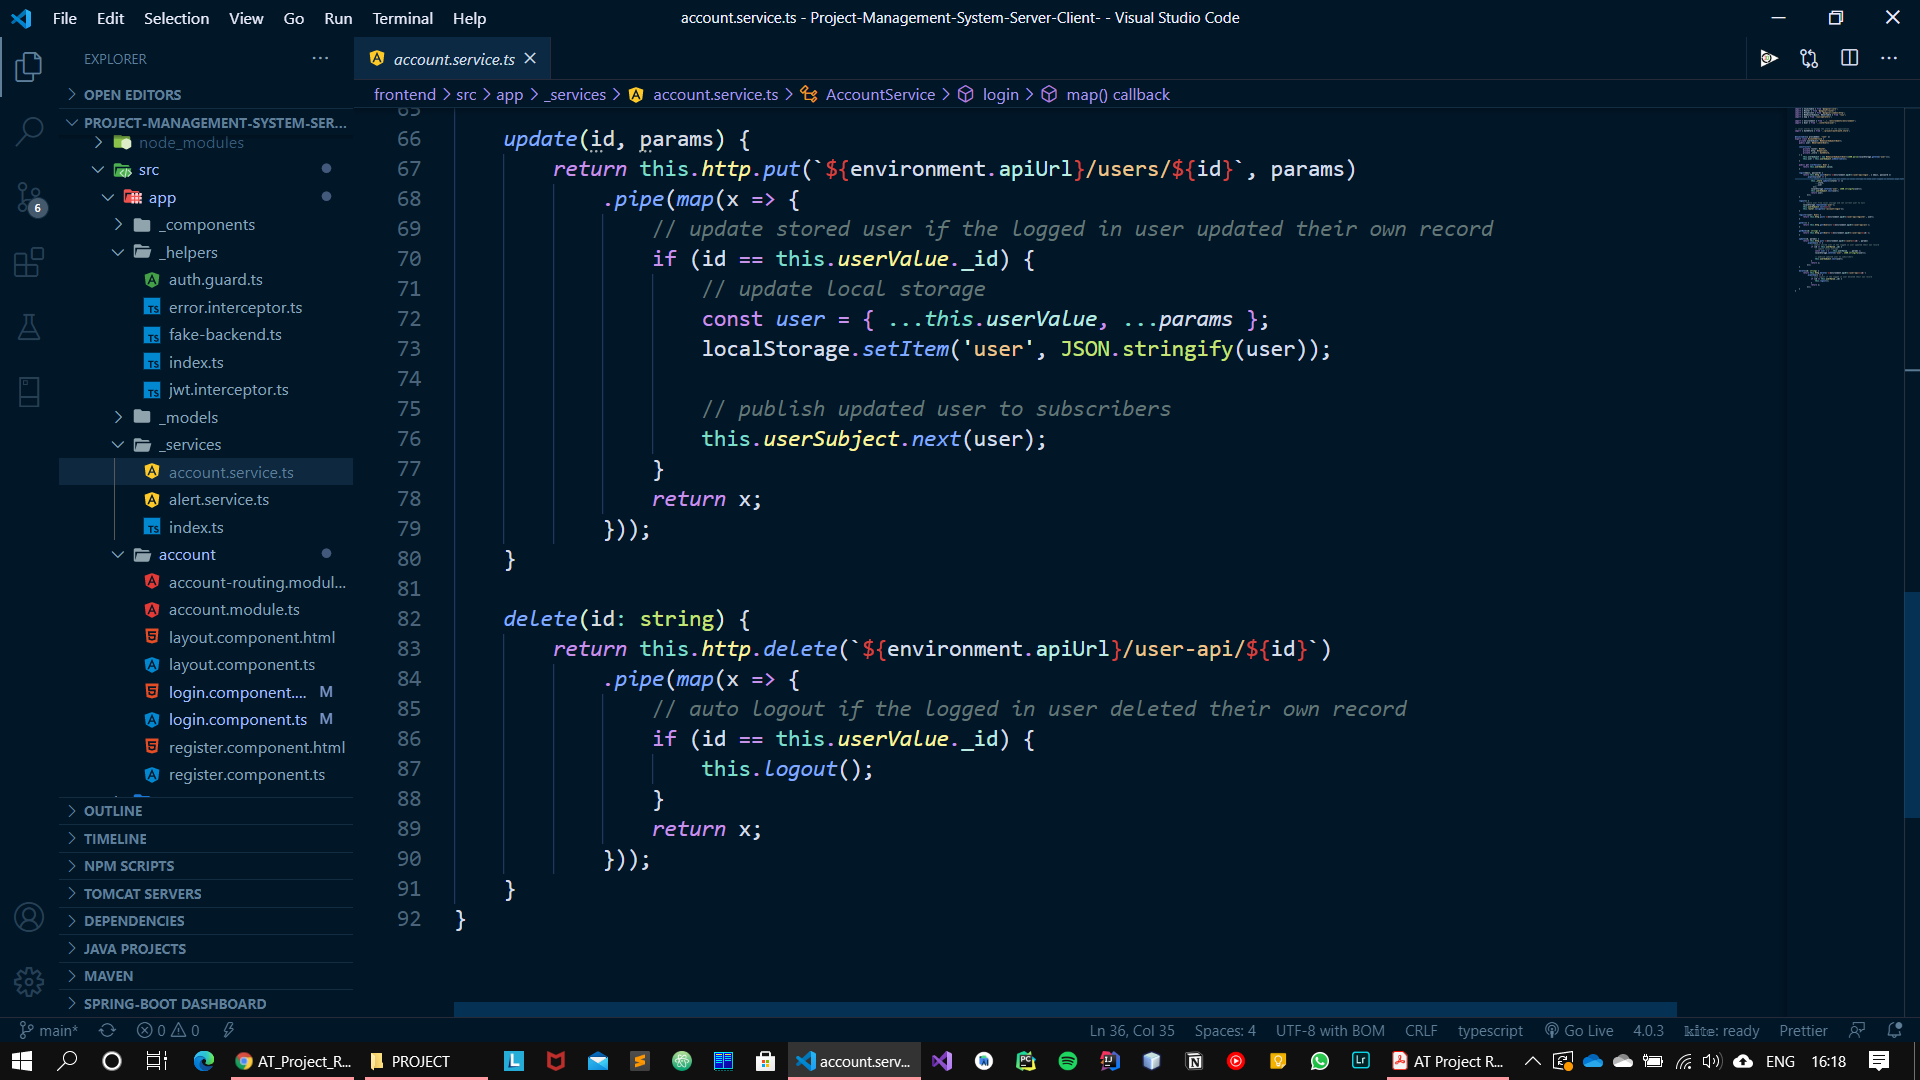 File Edit Selection View Go Run Terminal Help
account.service.ts - Project-Management-System-Server-Client- - Visual Studio Code
EXPLORER
OPEN EDITORS
PROJECT-MANAGEMENT-SYSTEM-SER...
node_modules
src
app
_components
_helpers
auth.guard.ts
error.interceptor.ts
fake-backend.ts
index.ts
jwt.interceptor.ts
_models
_services
account.service.ts
alert.service.ts
index.ts
account
account-routing.modul...
account.module.ts
layout.component.html
layout.component.ts
login.component.... M
login.component.ts M
register.component.html
register.component.ts
OUTLINE
TIMELINE
NPM SCRIPTS
TOMCAT SERVERS
DEPENDENCIES
JAVA PROJECTS
MAVEN
SPRING-BOOT DASHBOARD
6
account.service.ts
frontend > src > app > _services > account.service.ts > AccountService > login > map() callback
65
66 update(id, params) {
67 return this.http.put(`${environment.apiUrl}/users/${id}`, params)
68 .pipe(map(x => {
69 // update stored user if the logged in user updated their own record
70 if (id == this.userValue._id) {
71 // update local storage
72 const user = { ...this.userValue, ...params };
73 localStorage.setItem('user', JSON.stringify(user));
74
75 // publish updated user to subscribers
76 this.userSubject.next(user);
77 }
78 return x;
79 }));
80 }
81
82 delete(id: string) {
83 return this.http.delete(`${environment.apiUrl}/user-api/${id}`)
84 .pipe(map(x => {
85 // auto logout if the logged in user deleted their own record
86 if (id == this.userValue._id) {
87 this.logout();
88 }
89 return x;
90 }));
91 }
92 }
main* 0 0 Ln 36, Col 35 Spaces: 4 UTF-8 with BOM CRLF typescript Go Live 4.0.3 kite: ready Prettier
AT_Project_R... PROJECT account.serv... AT Project R... ENG 16:18